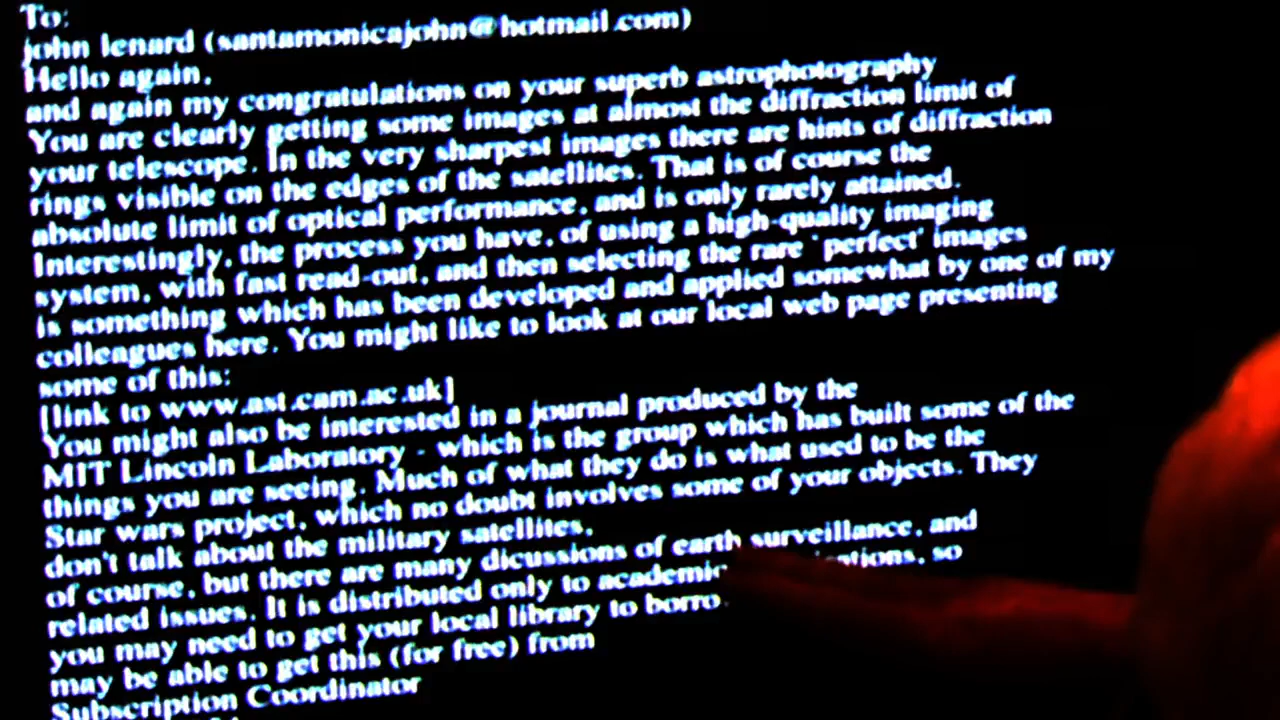 To:
john lenard (santamonicajohn@hotmail.com)
Hello again,
and again my congratulations on your superb astrophotography
You are clearly getting some images at almost the diffraction limit of
your telescope. In the very sharpest images there are hints of diffraction
rings visible on the edges of the satellites. That is of course the
absolute limit of optical performance, and is only rarely attained.
Interestingly, the process you have, of using a high-quality imaging
system, with fast read-out, and then selecting the rare 'perfect' images
is something which has been developed and applied somewhat by one of my
colleagues here. You might like to look at our local web page presenting
some of this:
[link to www.ast.cam.ac.uk]
You might also be interested in a journal produced by the
MIT Lincoln Laboratory - which is the group which has built some of the
things you are seeing. Much of what they do is what used to be the
Star wars project, which no doubt involves some of your objects. They
don't talk about the military satellites,
of course, but there are many dicussions of earth surveillance, and
related issues. It is distributed only to academic so
you may need to get your local library to
may be able to get this (for free) from
Subscription Coordinator